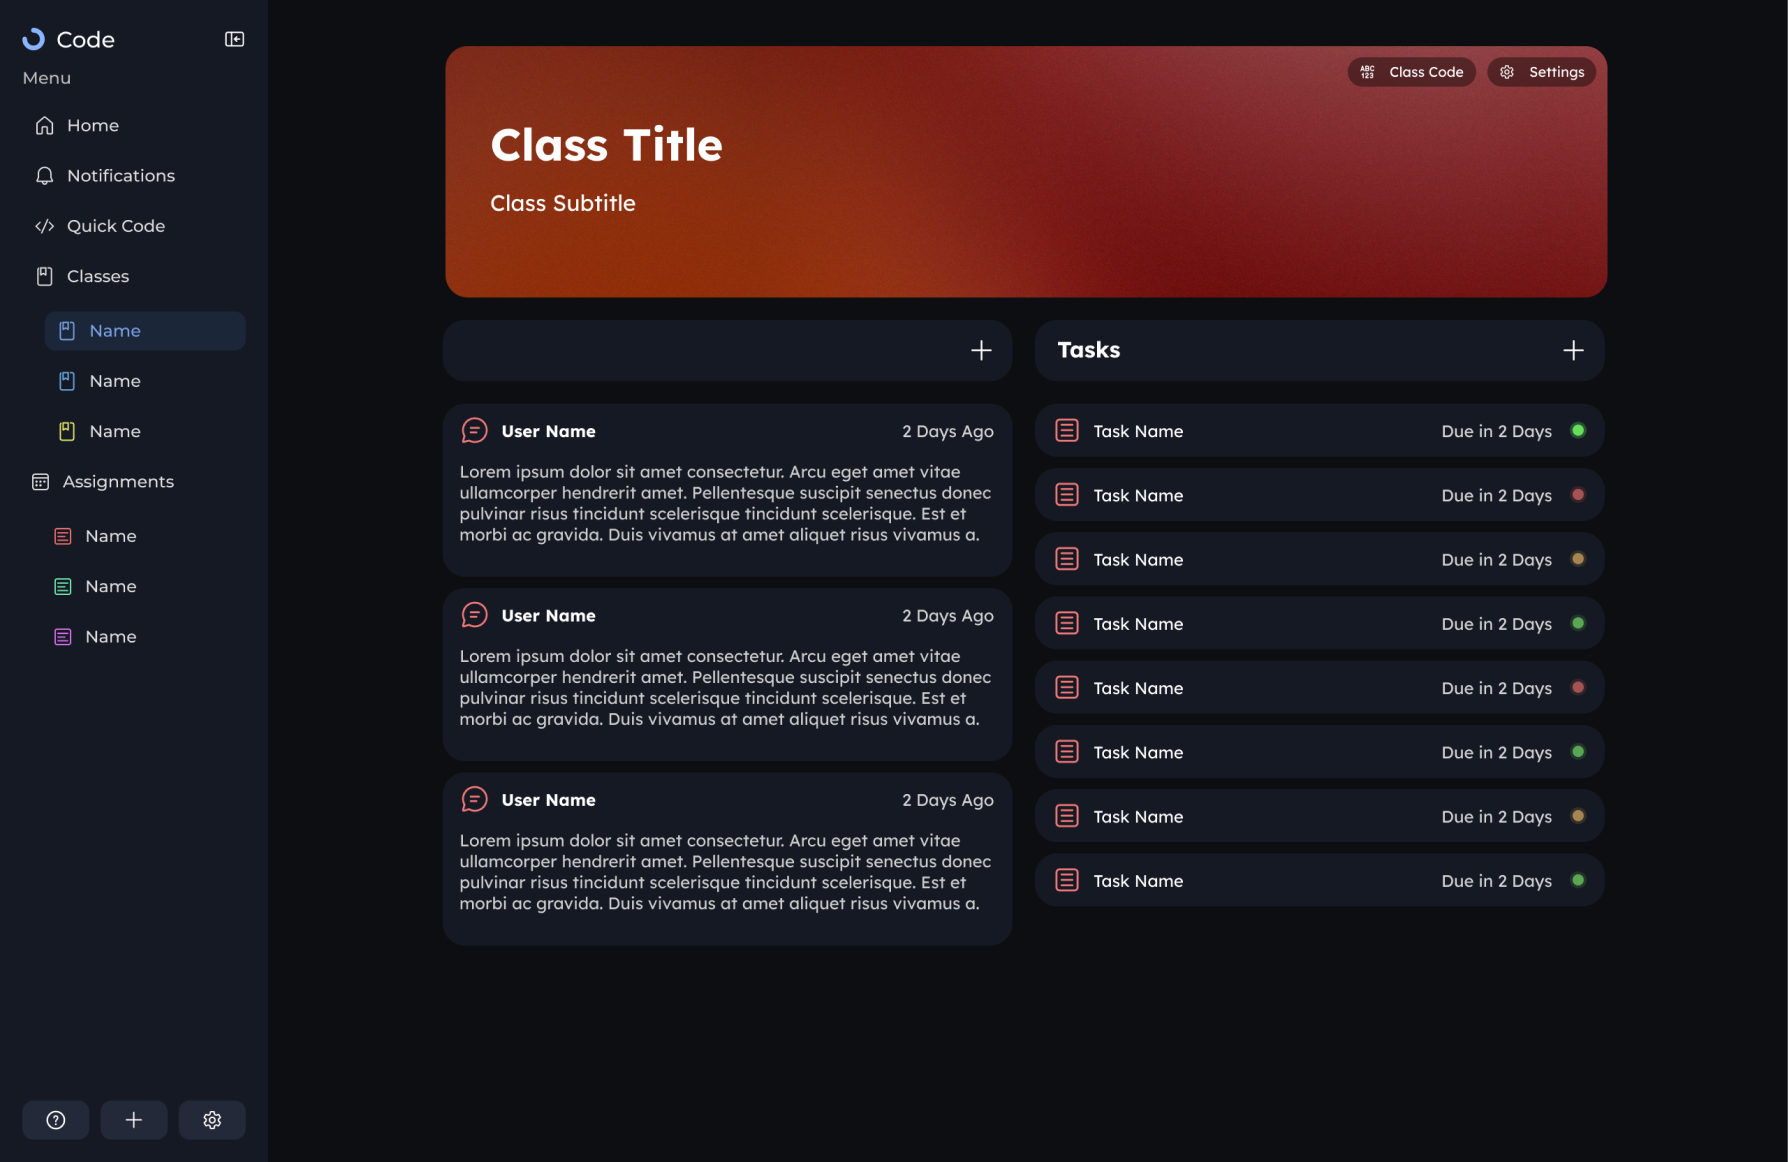 Code
Menu
Home
Notifications
Quick Code
Classes
Name
Name
Name
Assignments
Name
Name
Name
ABC
123
Class Code
Settings
Class Title
Class Subtitle
User Name
2 Days Ago
Lorem ipsum dolor sit amet consectetur. Arcu eget amet vitae
ullamcorper hendrerit amet. Pellentesque suscipit senectus donec
pulvinar risus tincidunt scelerisque tincidunt scelerisque. Est et
morbi ac gravida. Duis vivamus at amet aliquet risus vivamus a.
User Name
2 Days Ago
Lorem ipsum dolor sit amet consectetur. Arcu eget amet vitae
ullamcorper hendrerit amet. Pellentesque suscipit senectus donec
pulvinar risus tincidunt scelerisque tincidunt scelerisque. Est et
morbi ac gravida. Duis vivamus at amet aliquet risus vivamus a.
User Name
2 Days Ago
Lorem ipsum dolor sit amet consectetur. Arcu eget amet vitae
ullamcorper hendrerit amet. Pellentesque suscipit senectus donec
pulvinar risus tincidunt scelerisque tincidunt scelerisque. Est et
morbi ac gravida. Duis vivamus at amet aliquet risus vivamus a.
Tasks
Task Name
Due in 2 Days
Task Name
Due in 2 Days
Task Name
Due in 2 Days
Task Name
Due in 2 Days
Task Name
Due in 2 Days
Task Name
Due in 2 Days
Task Name
Due in 2 Days
Task Name
Due in 2 Days